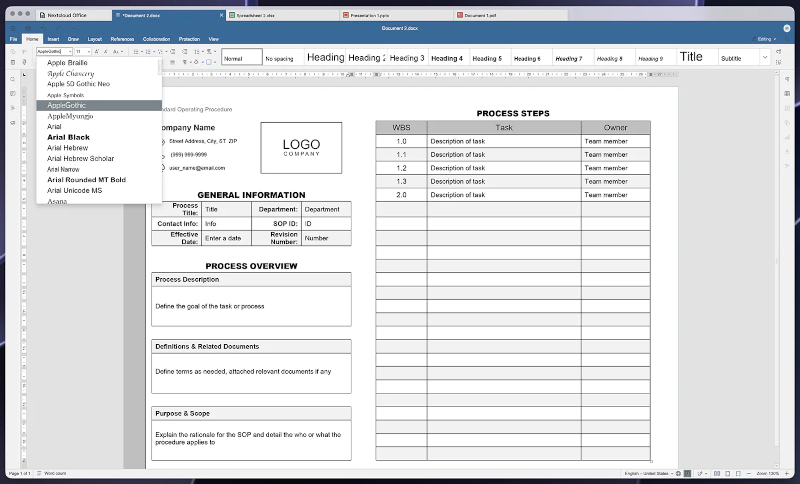 Nextcloud Office
*Document 2.docx
Spreadsheet 2.xlsx
Presentation 1.pptx
Document 1.pdf
Document 2.docx
File Home Insert Draw Layout References Collaboration Protection View
Editing
AppleGothic
11
Normal
No spacing
Heading 1
Heading 2
Heading 3
Heading 4
Heading 5
Heading 6
Heading 7
Heading 8
Heading 9
Title
Subtitle
Apple Braille
Apple Chancery
Apple SD Gothic Neo
Apple Symbols
AppleGothic
AppleMyungjo
Arial
Arial Black
Arial Hebrew
Arial Hebrew Scholar
Arial Narrow
Arial Rounded MT Bold
Arial Unicode MS
Asana
ndard Operating Procedure
ompany Name
Street Address, City, ST ZIP
(999) 999-9999
user_name@email.com
LOGO
COMPANY
GENERAL INFORMATION
Process Title: Title Department: Department
Contact Info: Info SOP ID: ID
Effective Date: Enter a date Revision Number: Number
PROCESS OVERVIEW
Process Description
Define the goal of the task or process
Definitions & Related Documents
Define terms as needed, attached relevant documents if any
Purpose & Scope
Explain the rationale for the SOP and detail the who or what the
procedure applies to
PROCESS STEPS
WBS Task Owner
1.0 Description of task Team member
1.1 Description of task Team member
1.2 Description of task Team member
1.3 Description of task Team member
2.0 Description of task Team member
Page 1 of 1
Word count
English – United States
Zoom 120%